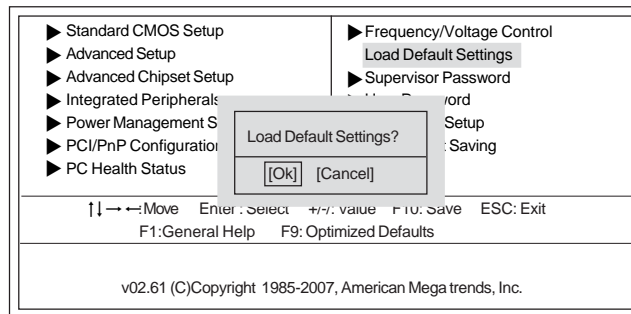 Standard CMOS Setup
Advanced Setup
Advanced Chipset Setup
Integrated Peripherals
Power Management S
PCI/PnP Configuration
PC Health Status
Frequency/Voltage Control
Load Default Settings
Supervisor Password
Setup
Saving
Load Default Settings?
[Ok] [Cancel]
↑↓→←:Move Enter : Select +/-/: Value F10: Save ESC: Exit
F1:General Help F9: Optimized Defaults
v02.61 (C)Copyright 1985-2007, American Mega trends, Inc.